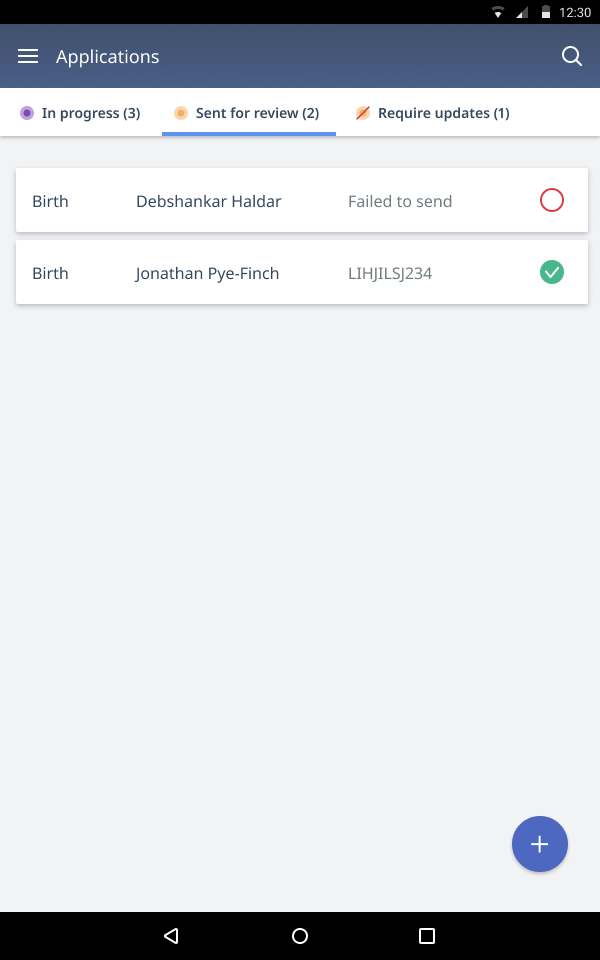 12:30
Applications
In progress (3) Sent for review (2) Require updates (1)
Birth Debshankar Haldar Failed to send
Birth Jonathan Pye-Finch LIHJILSJ234